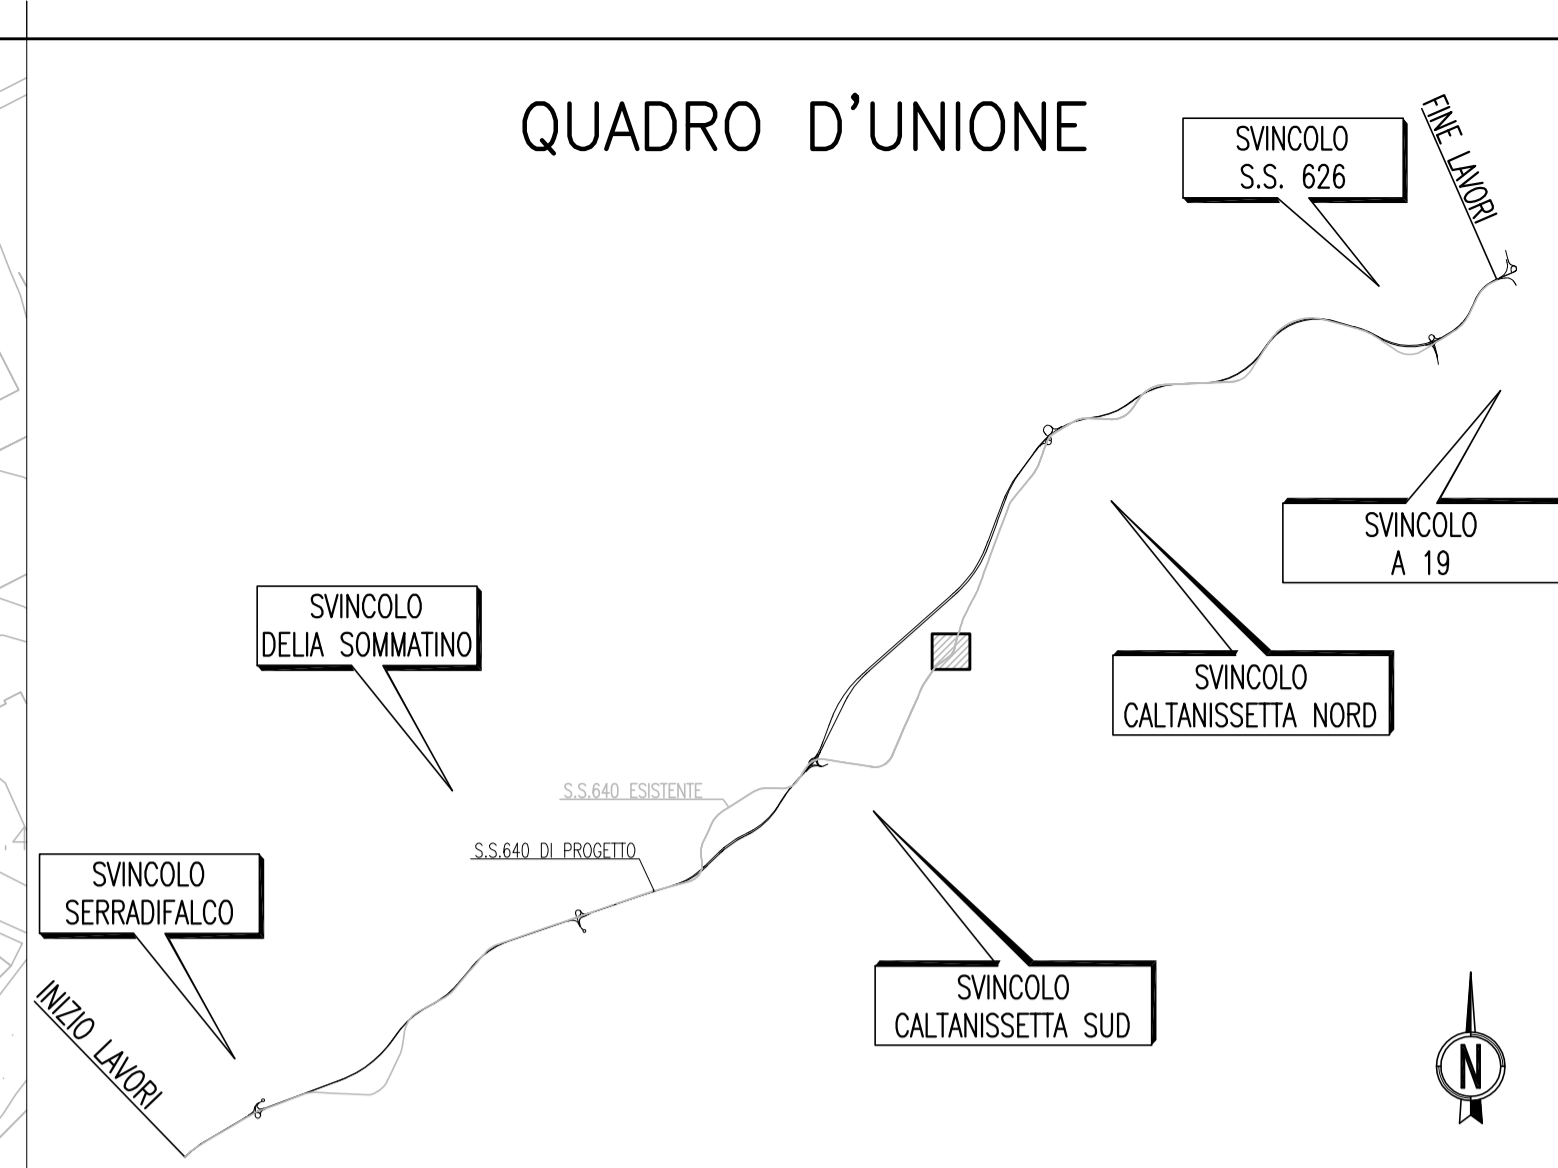 QUADRO D'UNIONE
SVINCOLO
S.S. 626
FINE LAVORI
SVINCOLO
A 19
SVINCOLO
DELIA SOMMATINO
SVINCOLO
CALTANISSETTA NORD
S.S.640 ESISTENTE
S.S.640 DI PROGETTO
SVINCOLO
SERRADIFALCO
SVINCOLO
CALTANISSETTA SUD
INIZIO LAVORI
N